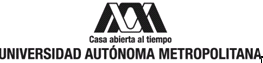 Casa abierta al tiempo
UNIVERSIDAD AUTÓNOMA METROPOLITANA